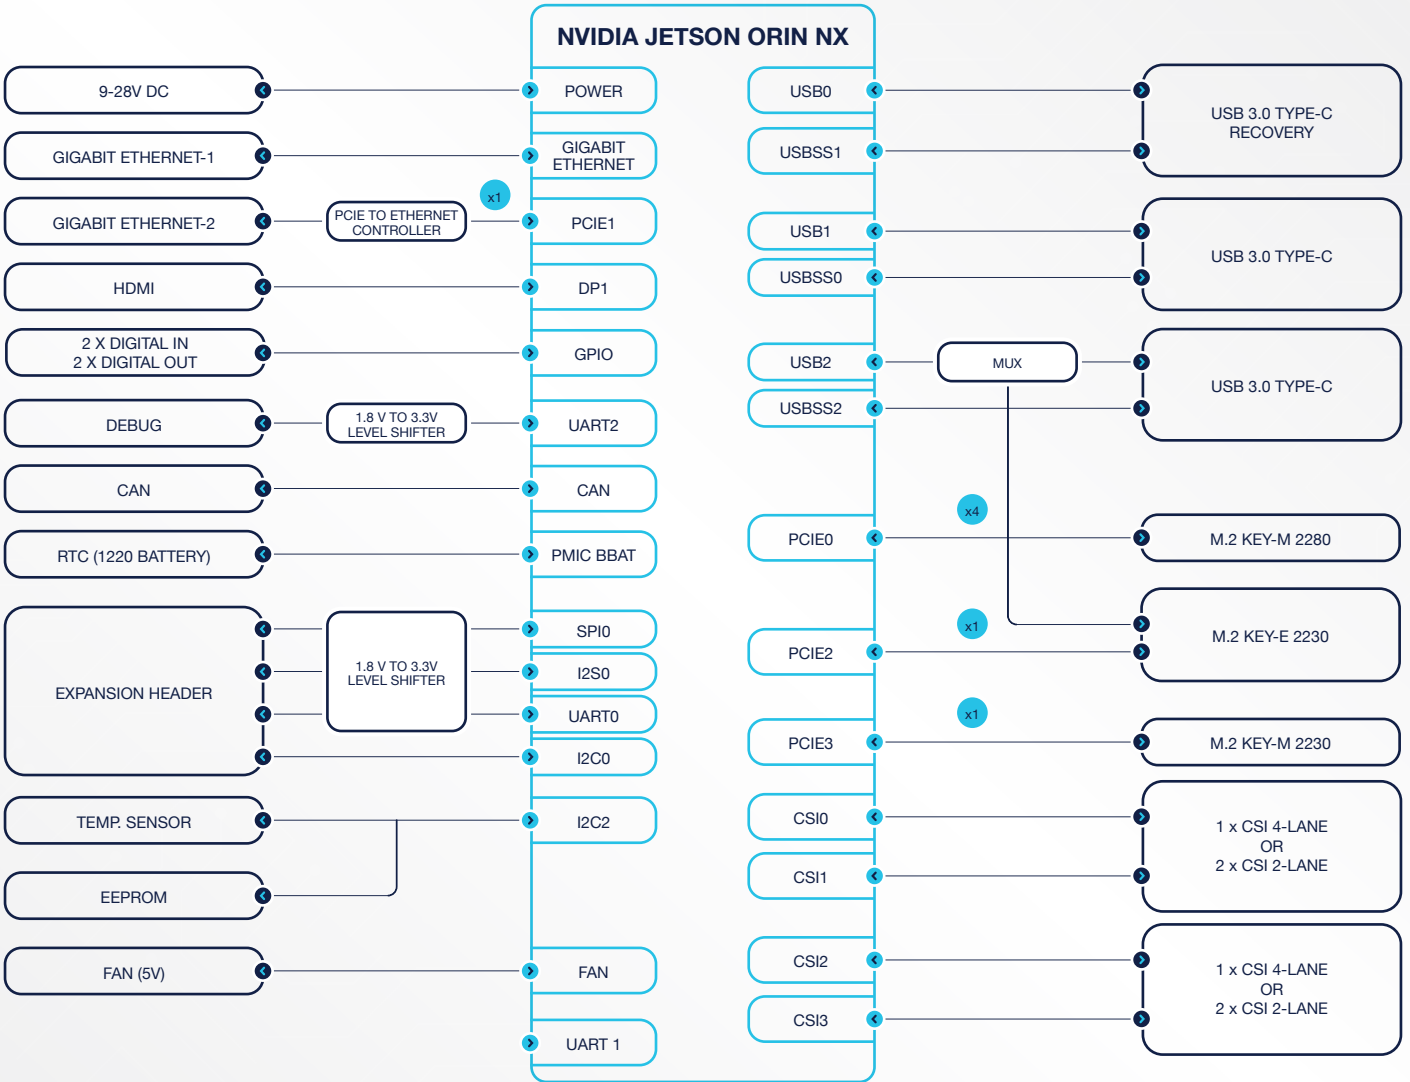 NVIDIA JETSON ORIN NX
9-28V DC
POWER
GIGABIT ETHERNET-1
GIGABIT
ETHERNET
GIGABIT ETHERNET-2
PCIE TO ETHERNET
CONTROLLER
x1
PCIE1
HDMI
DP1
2 X DIGITAL IN
2 X DIGITAL OUT
GPIO
DEBUG
1.8 V TO 3.3V
LEVEL SHIFTER
UART2
CAN
CAN
RTC (1220 BATTERY)
PMIC BBAT
EXPANSION HEADER
1.8 V TO 3.3V
LEVEL SHIFTER
SPI0
I2S0
UART0
I2C0
TEMP. SENSOR
I2C2
EEPROM
FAN (5V)
FAN
UART 1
USB0
USBSS1
USB 3.0 TYPE-C
RECOVERY
USB1
USBSS0
USB 3.0 TYPE-C
USB2
MUX
USBSS2
USB 3.0 TYPE-C
PCIE0
x4
M.2 KEY-M 2280
PCIE2
x1
M.2 KEY-E 2230
PCIE3
x1
M.2 KEY-M 2230
CSI0
CSI1
1 x CSI 4-LANE
OR
2 x CSI 2-LANE
CSI2
CSI3
1 x CSI 4-LANE
OR
2 x CSI 2-LANE